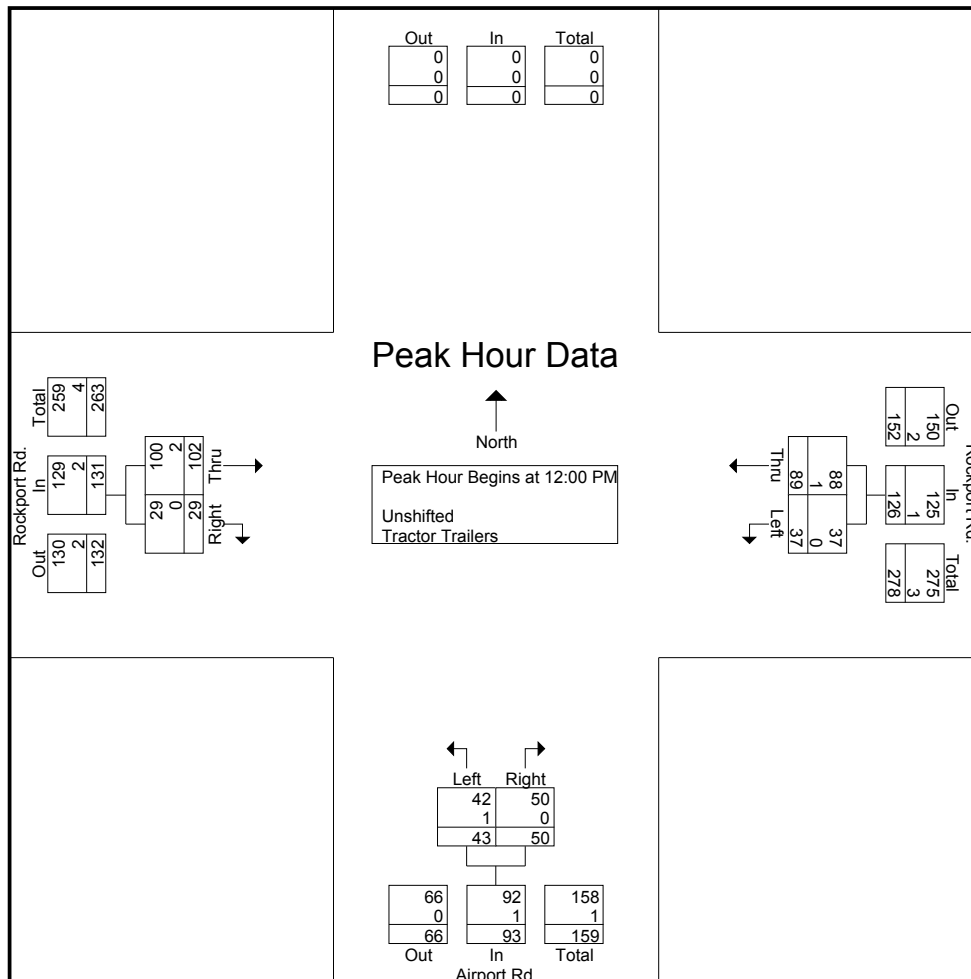 Out In Total
0 0 0
0 0 0
0 0 0
Peak Hour Data
North
Peak Hour Begins at 12:00 PM
Unshifted
Tractor Trailers
Rockport Rd.
Out In Total
130 129 259
2 2 4
132 131 263
Right Thru
29 100
0 2
29 102
Rockport Rd.
Out In Total
150 125 275
2 1 3
152 126 278
Thru Left
88 37
1 0
89 37
Left Right
42 50
1 0
43 50
66 92 158
0 1 1
66 93 159
Out In Total
Airport Rd.